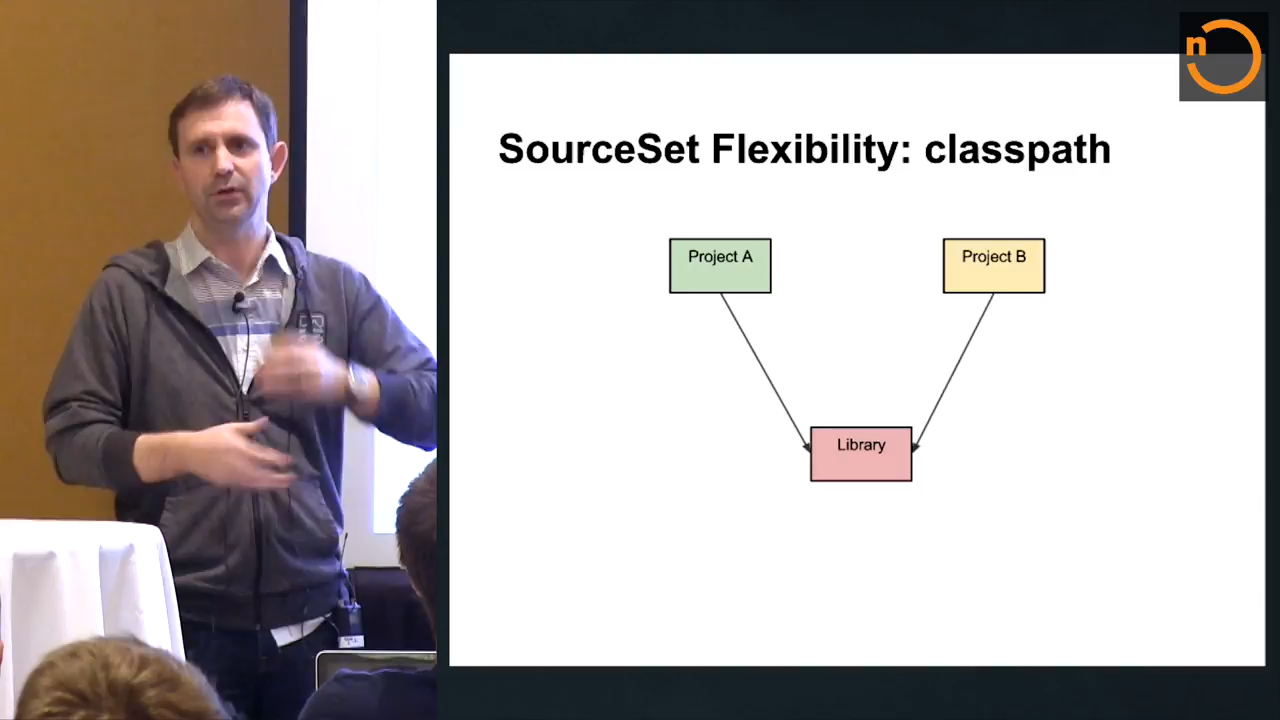 n
SourceSet Flexibility: classpath
Project A
Project B
Library